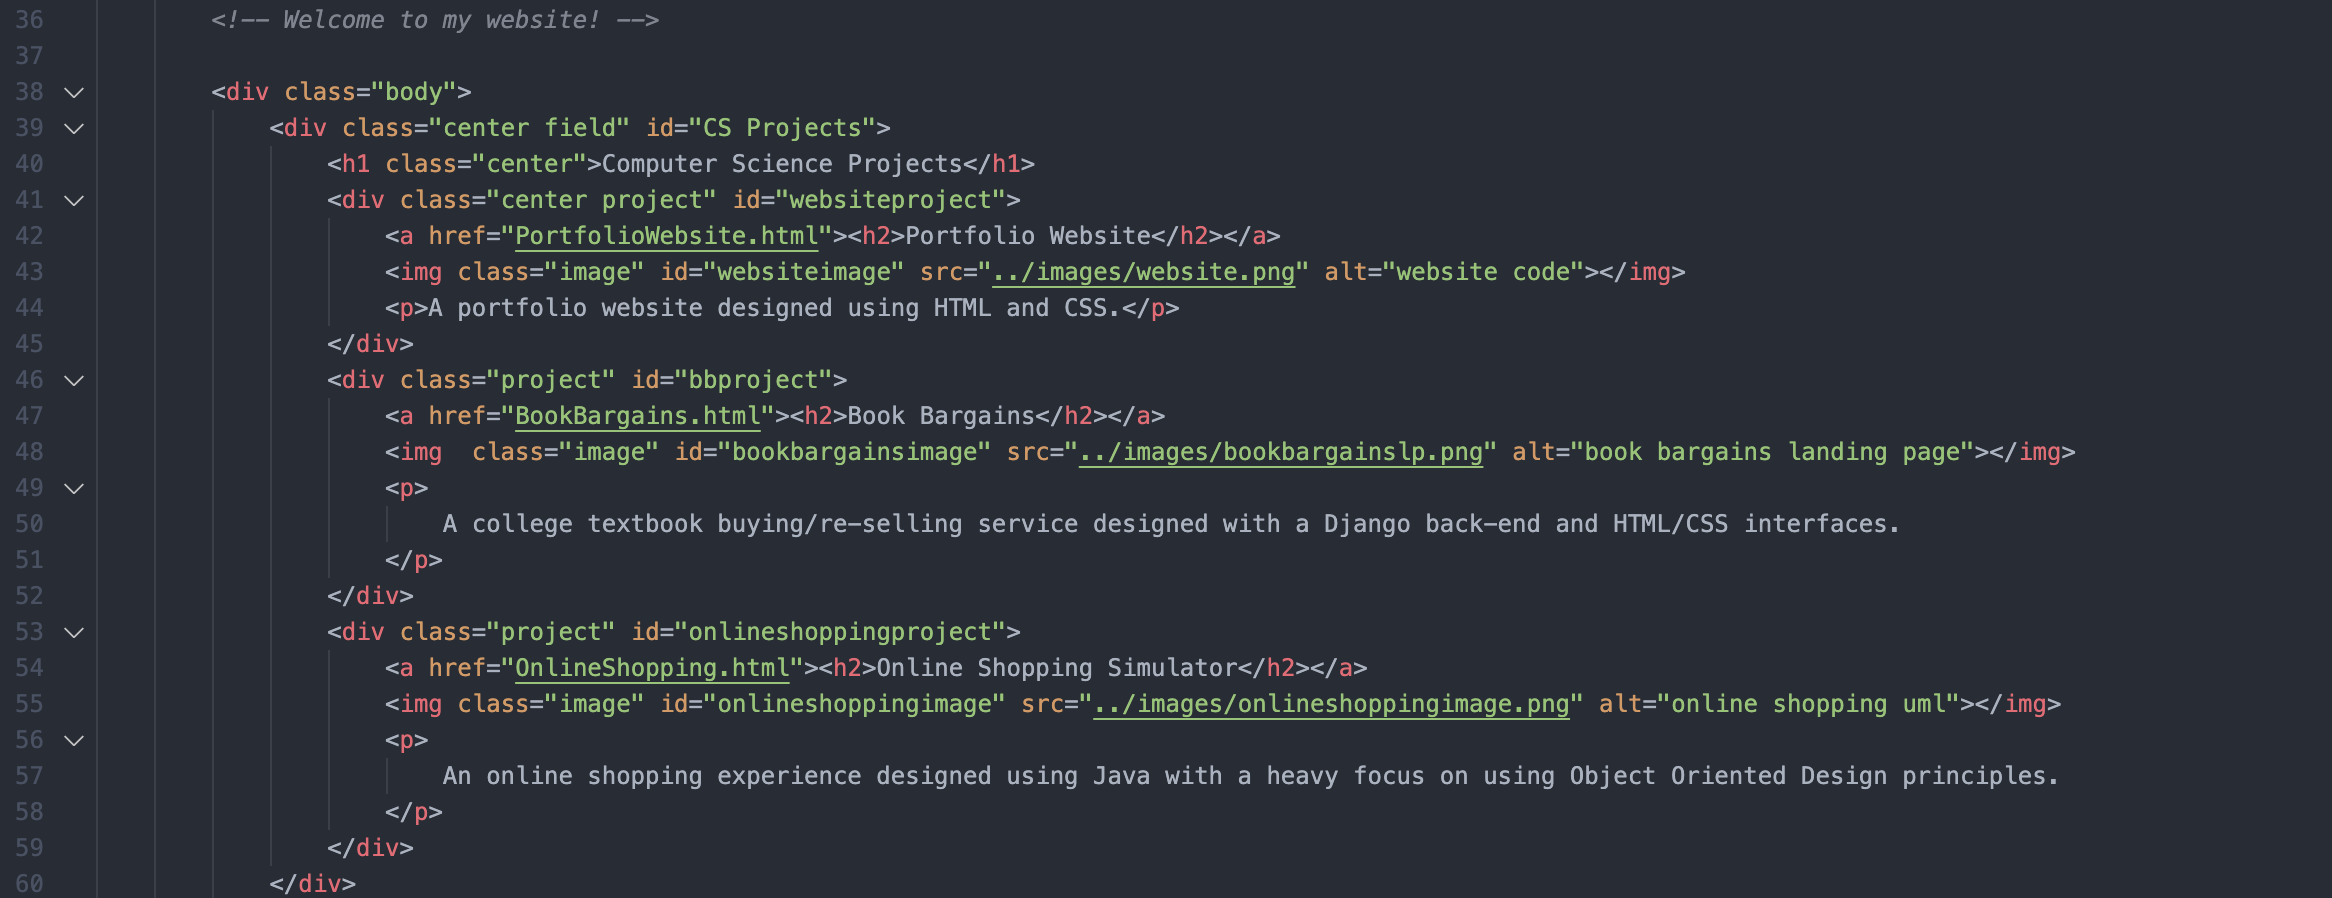 36 <!-- Welcome to my website! -->
37
38 <div class="body">
39 <div class="center field" id="CS Projects">
40 <h1 class="center">Computer Science Projects</h1>
41 <div class="center project" id="websiteproject">
42 <a href="PortfolioWebsite.html"><h2>Portfolio Website</h2></a>
43 <img class="image" id="websiteimage" src="../images/website.png" alt="website code"></img>
44 <p>A portfolio website designed using HTML and CSS.</p>
45 </div>
46 <div class="project" id="bbproject">
47 <a href="BookBargains.html"><h2>Book Bargains</h2></a>
48 <img  class="image" id="bookbargainsimage" src="../images/bookbargainslp.png" alt="book bargains landing page"></img>
49 <p>
50 A college textbook buying/re-selling service designed with a Django back-end and HTML/CSS interfaces.
51 </p>
52 </div>
53 <div class="project" id="onlineshoppingproject">
54 <a href="OnlineShopping.html"><h2>Online Shopping Simulator</h2></a>
55 <img class="image" id="onlineshoppingimage" src="../images/onlineshoppingimage.png" alt="online shopping uml"></img>
56 <p>
57 An online shopping experience designed using Java with a heavy focus on using Object Oriented Design principles.
58 </p>
59 </div>
60 </div>